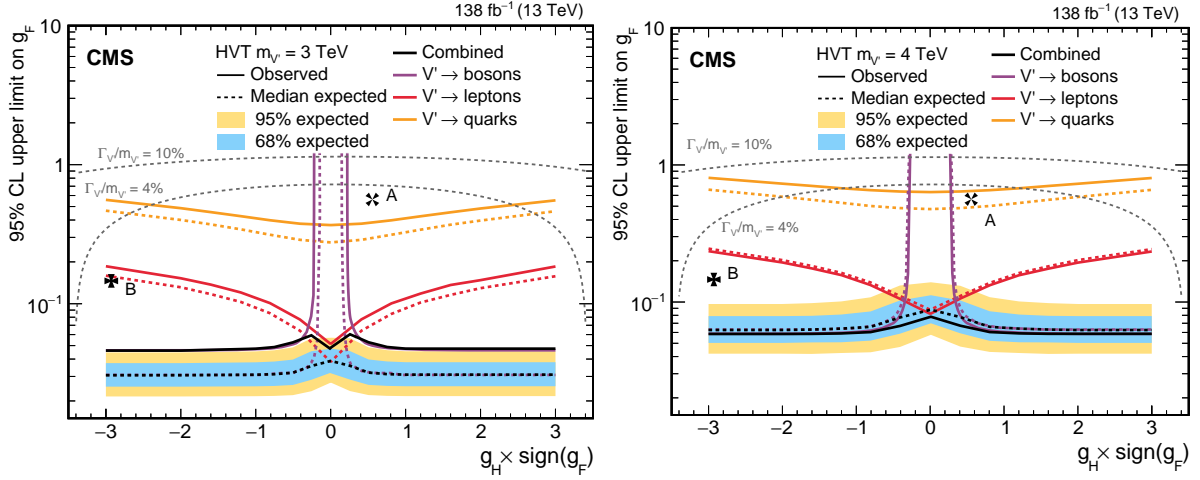 138 fb⁻¹ (13 TeV)
CMS
HVT m_V' = 3 TeV
Observed
Median expected
95% expected
68% expected
Combined
V' → bosons
V' → leptons
V' → quarks
Γ_V'/m_V' = 10%
Γ_V'/m_V' = 4%
A
B
95% CL upper limit on g_F
10
1
10⁻¹
−3 −2 −1 0 1 2 3
g_H × sign(g_F)
138 fb⁻¹ (13 TeV)
CMS
HVT m_V' = 4 TeV
Observed
Median expected
95% expected
68% expected
Combined
V' → bosons
V' → leptons
V' → quarks
Γ_V'/m_V' = 10%
Γ_V'/m_V' = 4%
A
B
95% CL upper limit on g_F
10
1
10⁻¹
−3 −2 −1 0 1 2 3
g_H × sign(g_F)